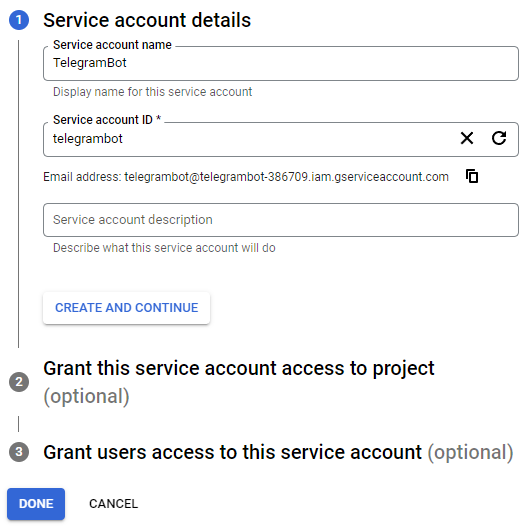 1 Service account details
Service account name
TelegramBot
Display name for this service account
Service account ID *
telegrambot
Email address: telegrambot@telegrambot-386709.iam.gserviceaccount.com
Service account description
Describe what this service account will do
CREATE AND CONTINUE
2 Grant this service account access to project
(optional)
3 Grant users access to this service account (optional)
DONE CANCEL